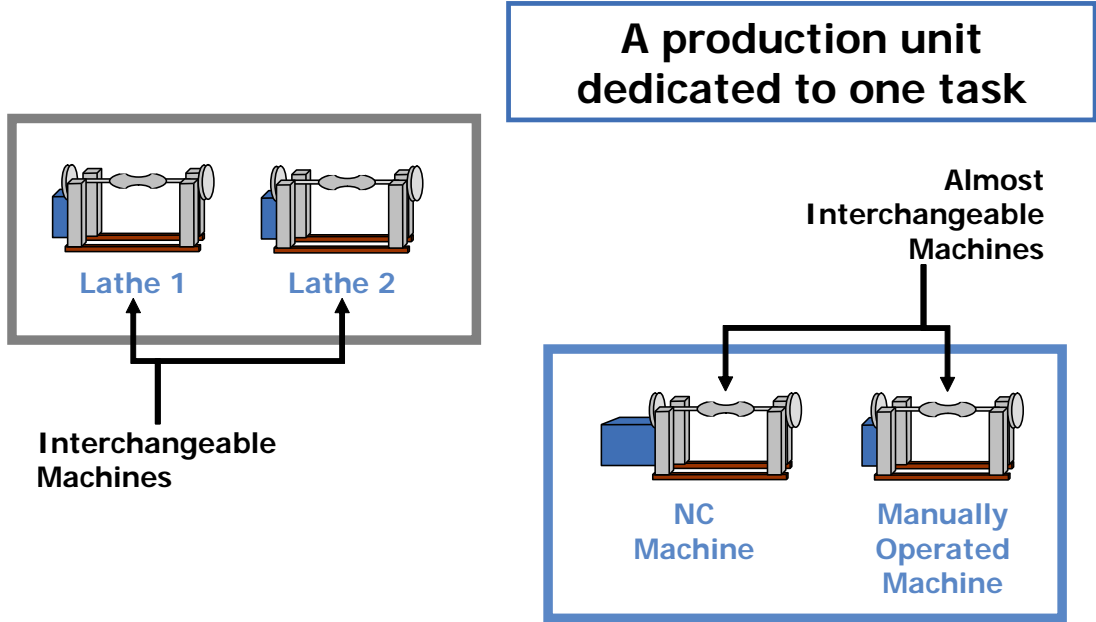 A production unit
dedicated to one task
Lathe 1
Lathe 2
Interchangeable
Machines
Almost
Interchangeable
Machines
NC
Machine
Manually
Operated
Machine